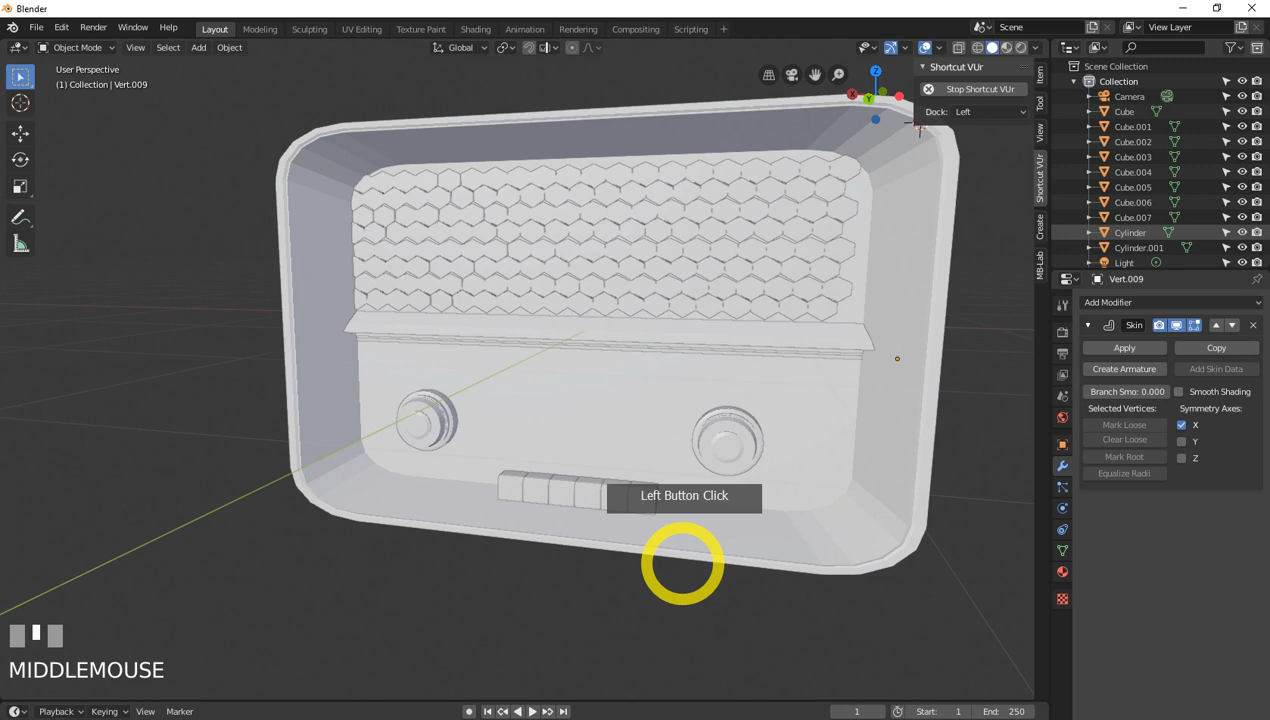 Blender
File Edit Render Window Help
Layout Modeling Sculpting UV Editing Texture Paint Shading Animation Rendering Compositing Scripting +
Scene
View Layer
Object Mode View Select Add Object
Global
User Perspective
(1) Collection | Vert.009
Z
X
Y
Shortcut VUr
Stop Shortcut VUr
Dock: Left
Item
Tool
View
Shortcut VUr
Create
MB-Lab
Scene Collection
Collection
Camera
Cube
Cube.001
Cube.002
Cube.003
Cube.004
Cube.005
Cube.006
Cube.007
Cylinder
Cylinder.001
Light
Vert.009
Add Modifier
Skin
Apply Copy
Create Armature Add Skin Data
Branch Smo: 0.000 Smooth Shading
Selected Vertices: Symmetry Axes:
Mark Loose X
Clear Loose Y
Mark Root Z
Equalize Radii
Left Button Click
MIDDLEMOUSE
Playback Keying View Marker
1 Start: 1 End: 250